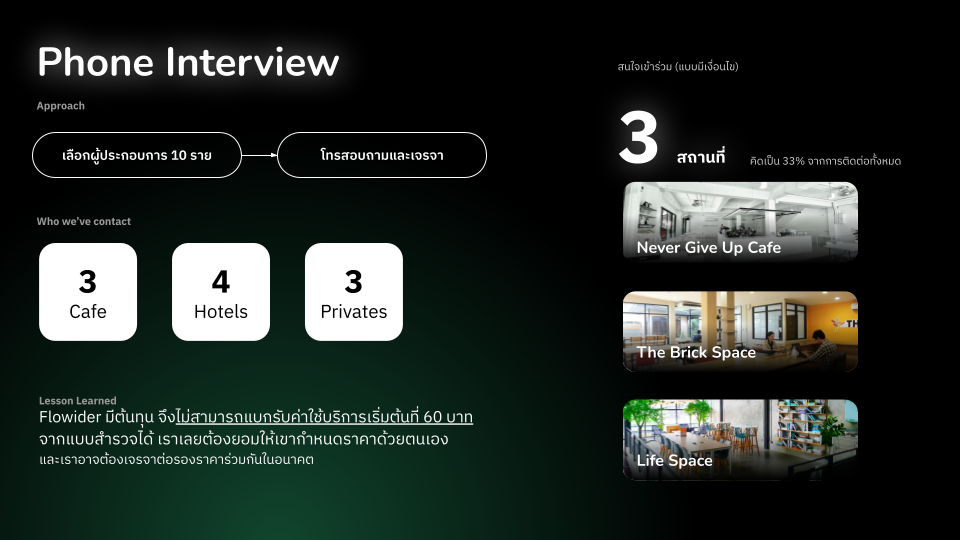 Phone Interview
Approach
เลือกผู้ประกอบการ 10 ราย
โทรสอบถามและเจรจา
Who we've contact
3
Cafe
4
Hotels
3
Privates
Lesson Learned
Flowider มีต้นทุน จึงไม่สามารถแบกรับค่าใช้บริการเริ่มต้นที่ 60 บาท
จากแบบสำรวจได้ เราเลยต้องยอมให้เขากำหนดราคาด้วยตนเอง
และเราอาจต้องเจรจาต่อรองราคาร่วมกันในอนาคต
สนใจเข้าร่วม (แบบมีเงื่อนไข)
3 สถานที่ คิดเป็น 33% จากการติดต่อทั้งหมด
Never Give Up Cafe
The Brick Space
TH
Life Space